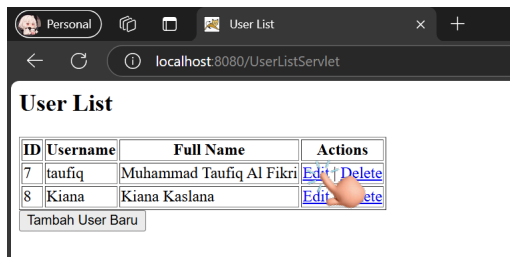 Personal
User List
localhost:8080/UserListServlet
User List
ID Username Full Name Actions
7 taufiq Muhammad Taufiq Al Fikri Edit | Delete
8 Kiana Kiana Kaslana Edit
Tambah User Baru